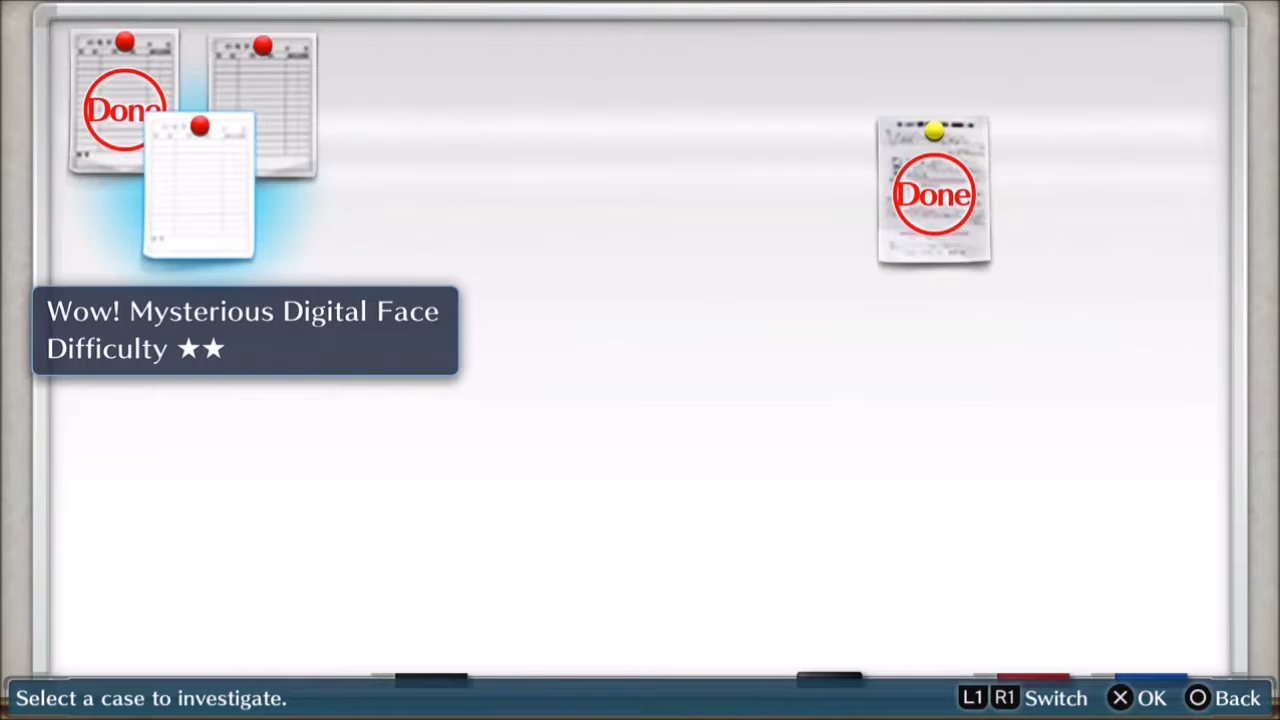 Done
Done
Wow! Mysterious Digital Face
Difficulty ★★
Select a case to investigate.
L1 R1 Switch OK Back